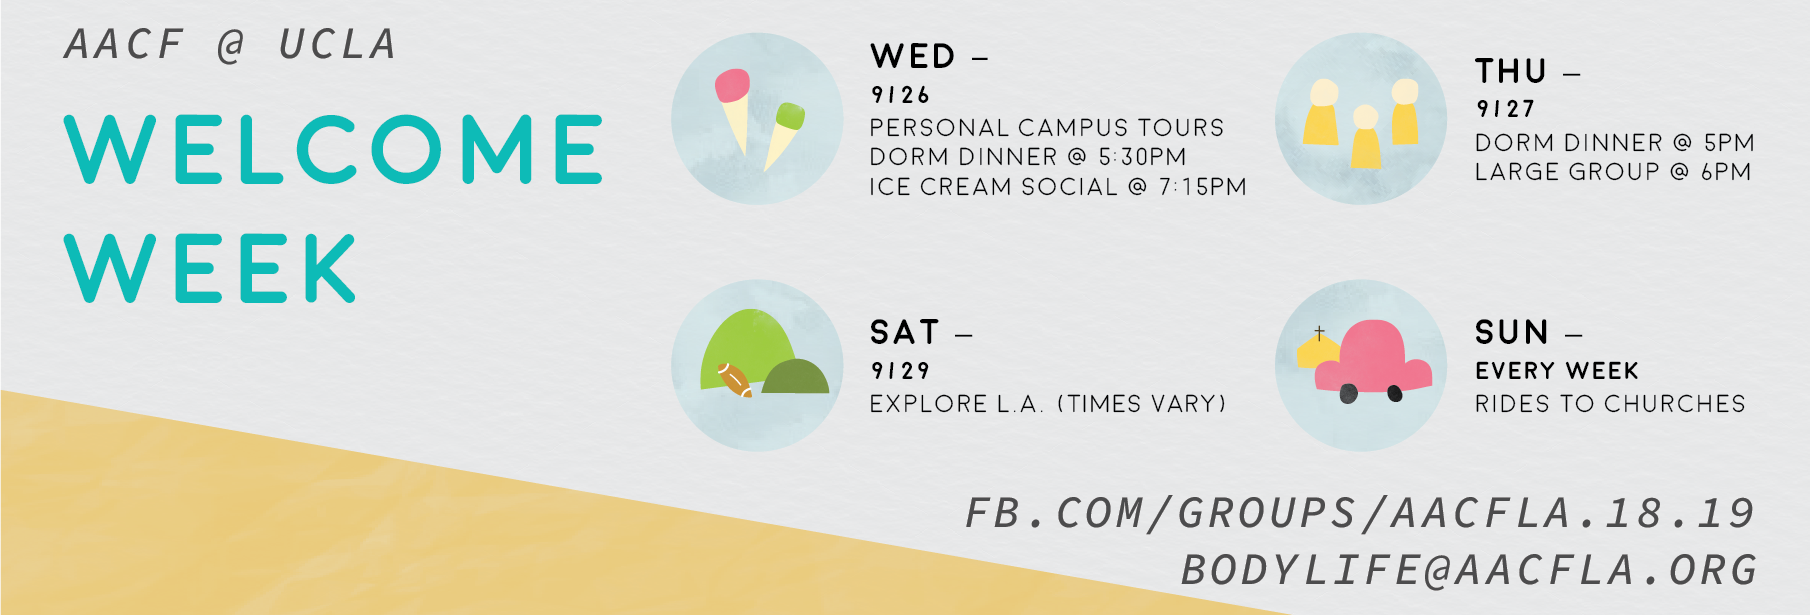 AACF @ UCLA
WELCOME
WEEK
WED –
9/26
PERSONAL CAMPUS TOURS
DORM DINNER @ 5:30PM
ICE CREAM SOCIAL @ 7:15PM
THU –
9/27
DORM DINNER @ 5PM
LARGE GROUP @ 6PM
SAT –
9/29
EXPLORE L.A. (TIMES VARY)
SUN –
EVERY WEEK
RIDES TO CHURCHES
FB.COM/GROUPS/AACFLA.18.19
BODYLIFE@AACFLA.ORG